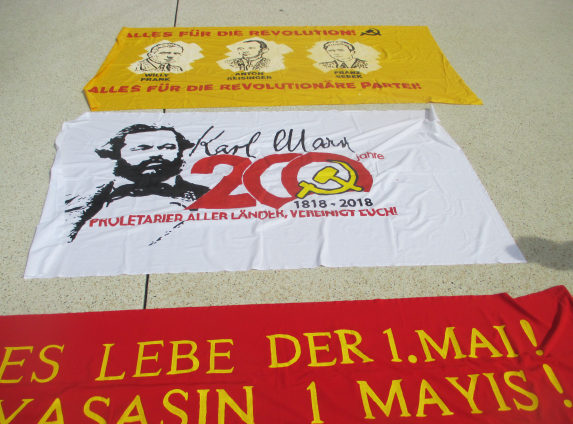 ALLES FÜR DIE REVOLUTION!
WILLY FRANK
ANTON REISINGER
FRANZ SEBEK
ALLES FÜR DIE REVOLUTIONÄRE PARTEI!
Karl Marx
200 jahre
1818 - 2018
PROLETARIER ALLER LÄNDER, VEREINIGT EUCH!
ES LEBE DER 1. MAI!
YASASIN 1 MAYIS!